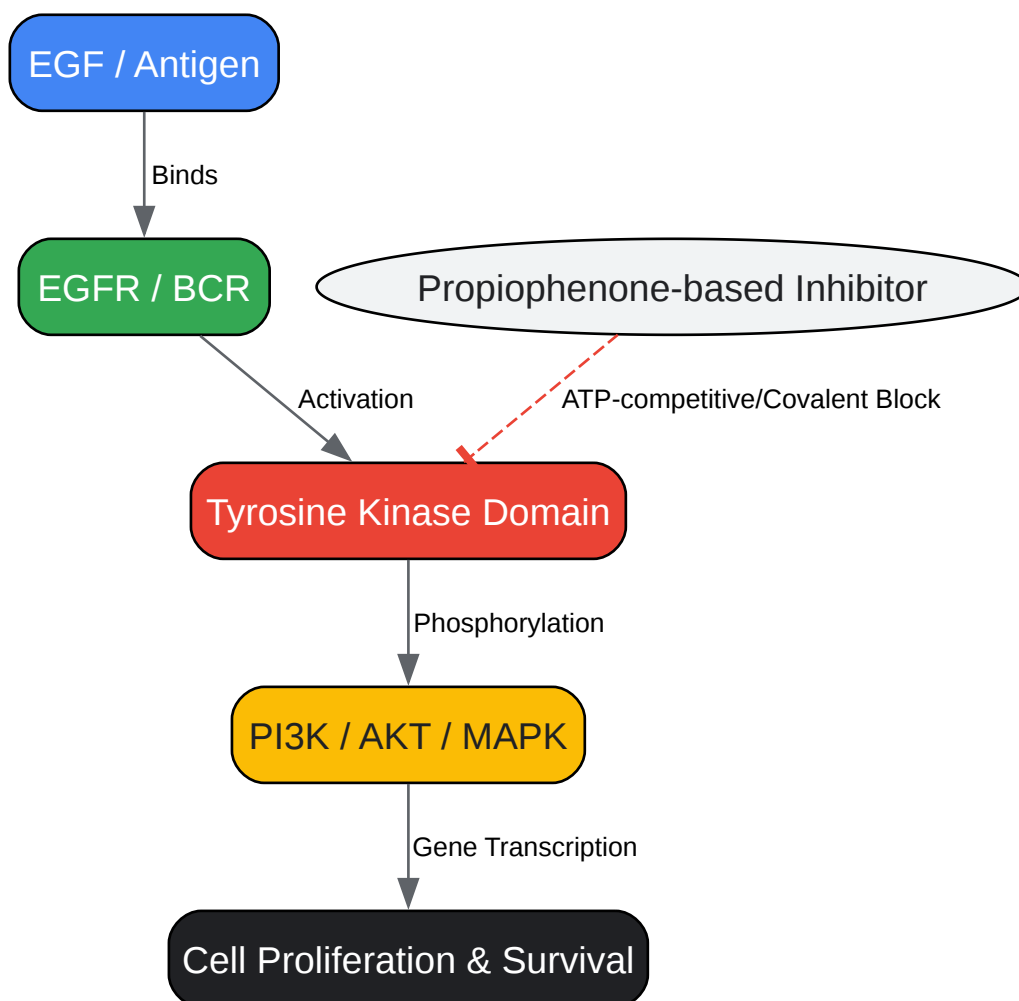 EGF / Antigen
Binds
EGFR / BCR
Propiophenone-based Inhibitor
Activation
ATP-competitive/Covalent Block
Tyrosine Kinase Domain
Phosphorylation
PI3K / AKT / MAPK
Gene Transcription
Cell Proliferation & Survival